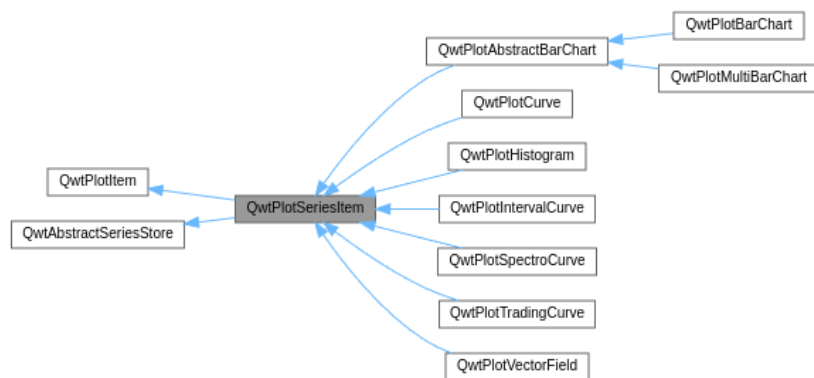 QwtPlotBarChart
QwtPlotAbstractBarChart
QwtPlotMultiBarChart
QwtPlotCurve
QwtPlotHistogram
QwtPlotItem
QwtPlotSeriesItem
QwtPlotIntervalCurve
QwtAbstractSeriesStore
QwtPlotSpectroCurve
QwtPlotTradingCurve
QwtPlotVectorField